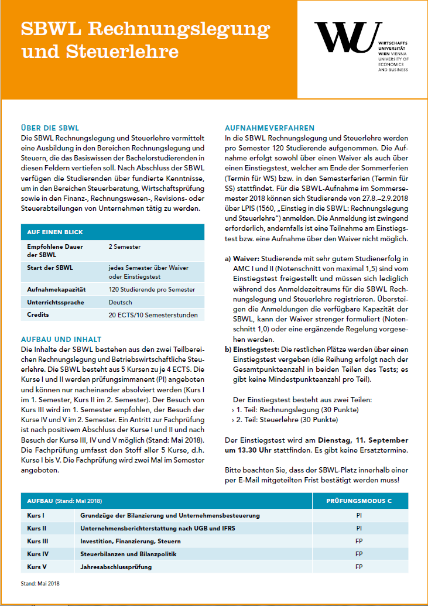 SBWL Rechnungslegung
und Steuerlehre
WIRTSCHAFTS
UNIVERSITÄT
WIEN VIENNA
UNIVERSITY OF
ECONOMICS
AND BUSINESS
ÜBER DIE SBWL
Die SBWL Rechnungslegung und Steuerlehre vermittelt
eine Ausbildung in den Bereichen Rechnungslegung und
Steuern, die das Basiswissen der Bachelorstudierenden in
diesen Feldern vertiefen soll. Nach Abschluss der SBWL
verfügen die Studierenden über fundierte Kenntnisse,
um in den Bereichen Steuerberatung, Wirtschaftsprüfung
sowie in den Finanz-, Rechnungswesen-, Revisions- oder
Steuerabteilungen von Unternehmen tätig zu werden.
AUF EINEN BLICK
Empfohlene Dauer 2 Semester
der SBWL
Start der SBWL jedes Semester über Waiver
oder Einstiegstest
Aufnahmekapazität 120 Studierende pro Semester
Unterrichtssprache Deutsch
Credits 20 ECTS/10 Semesterstunden
AUFBAU UND INHALT
Die Inhalte der SBWL bestehen aus den zwei Teilberei-
chen Rechnungslegung und Betriebswirtschaftliche Steu-
erlehre. Die SBWL besteht aus 5 Kursen zu je 4 ECTS. Die
Kurse I und II werden prüfungsimmanent (PI) angeboten
und können nur nacheinander absolviert werden (Kurs I
im 1. Semester, Kurs II im 2. Semester). Der Besuch von
Kurs III wird im 1. Semester empfohlen, der Besuch der
Kurse IV und V im 2. Semester. Ein Antritt zur Fachprüfung
ist nach positivem Abschluss der Kurse I und II und nach
Besuch der Kurse III, IV und V möglich (Stand: Mai 2018).
Die Fachprüfung umfasst den Stoff aller 5 Kurse, d.h.
Kurse I bis V. Die Fachprüfung wird zwei Mal im Semester
angeboten.
AUFNAHMEVERFAHREN
In die SBWL Rechnungslegung und Steuerlehre werden
pro Semester 120 Studierende aufgenommen. Die Auf-
nahme erfolgt sowohl über einen Waiver als auch über
einen Einstiegstest, welcher am Ende der Sommerferien
(Termin für WS) bzw. in den Semesterferien (Termin für
SS) stattfindet. Für die SBWL-Aufnahme im Sommerseme-
ster 2018 können sich Studierende von 27.8.–2.9.2018
über LPIS (1560, „Einstieg in die SBWL: Rechnungslegung
und Steuerlehre“) anmelden. Die Anmeldung ist zwingend
erforderlich, andernfalls ist eine Teilnahme am Einstiegs-
test bzw. eine Aufnahme über den Waiver nicht möglich.
a) Waiver: Studierende mit sehr gutem Studienerfolg in
AMC I und II (Notenschnitt von maximal 1,5) sind vom
Einstiegstest freigestellt und müssen sich lediglich
während des Anmeldezeitraums für die SBWL Rech-
nungslegung und Steuerlehre registrieren. Überstei-
gen die Anmeldungen die verfügbare Kapazität der
SBWL, kann der Waiver strenger formuliert (Noten-
schnitt 1,0) oder eine ergänzende Regelung vorgese-
hen werden.
b) Einstiegstest: Die restlichen Plätze werden über einen
Einstiegstest vergeben (die Reihung erfolgt nach der
Gesamtpunkteanzahl in beiden Teilen des Tests; es
gibt keine Mindestpunkteanzahl pro Teil).
Der Einstiegstest besteht aus zwei Teilen:
› 1. Teil: Rechnungslegung (30 Punkte)
› 2. Teil: Steuerlehre (30 Punkte)
Der Einstiegstest wird am Dienstag, 11. September
um 13.30 Uhr stattfinden. Es gibt keine Ersatztermine.
Bitte beachten Sie, dass der SBWL-Platz innerhalb einer
per E-Mail mitgeteilten Frist bestätigt werden muss!
AUFBAU (Stand: Mai 2018) PRÜFUNGSMODUS C
Kurs I Grundzüge der Bilanzierung und Unternehmensbesteuerung PI
Kurs II Unternehmensberichterstattung nach UGB und IFRS PI
Kurs III Investition, Finanzierung, Steuern FP
Kurs IV Steuerbilanzen und Bilanzpolitik FP
Kurs V Jahresabschlussprüfung FP
Stand: Mai 2018